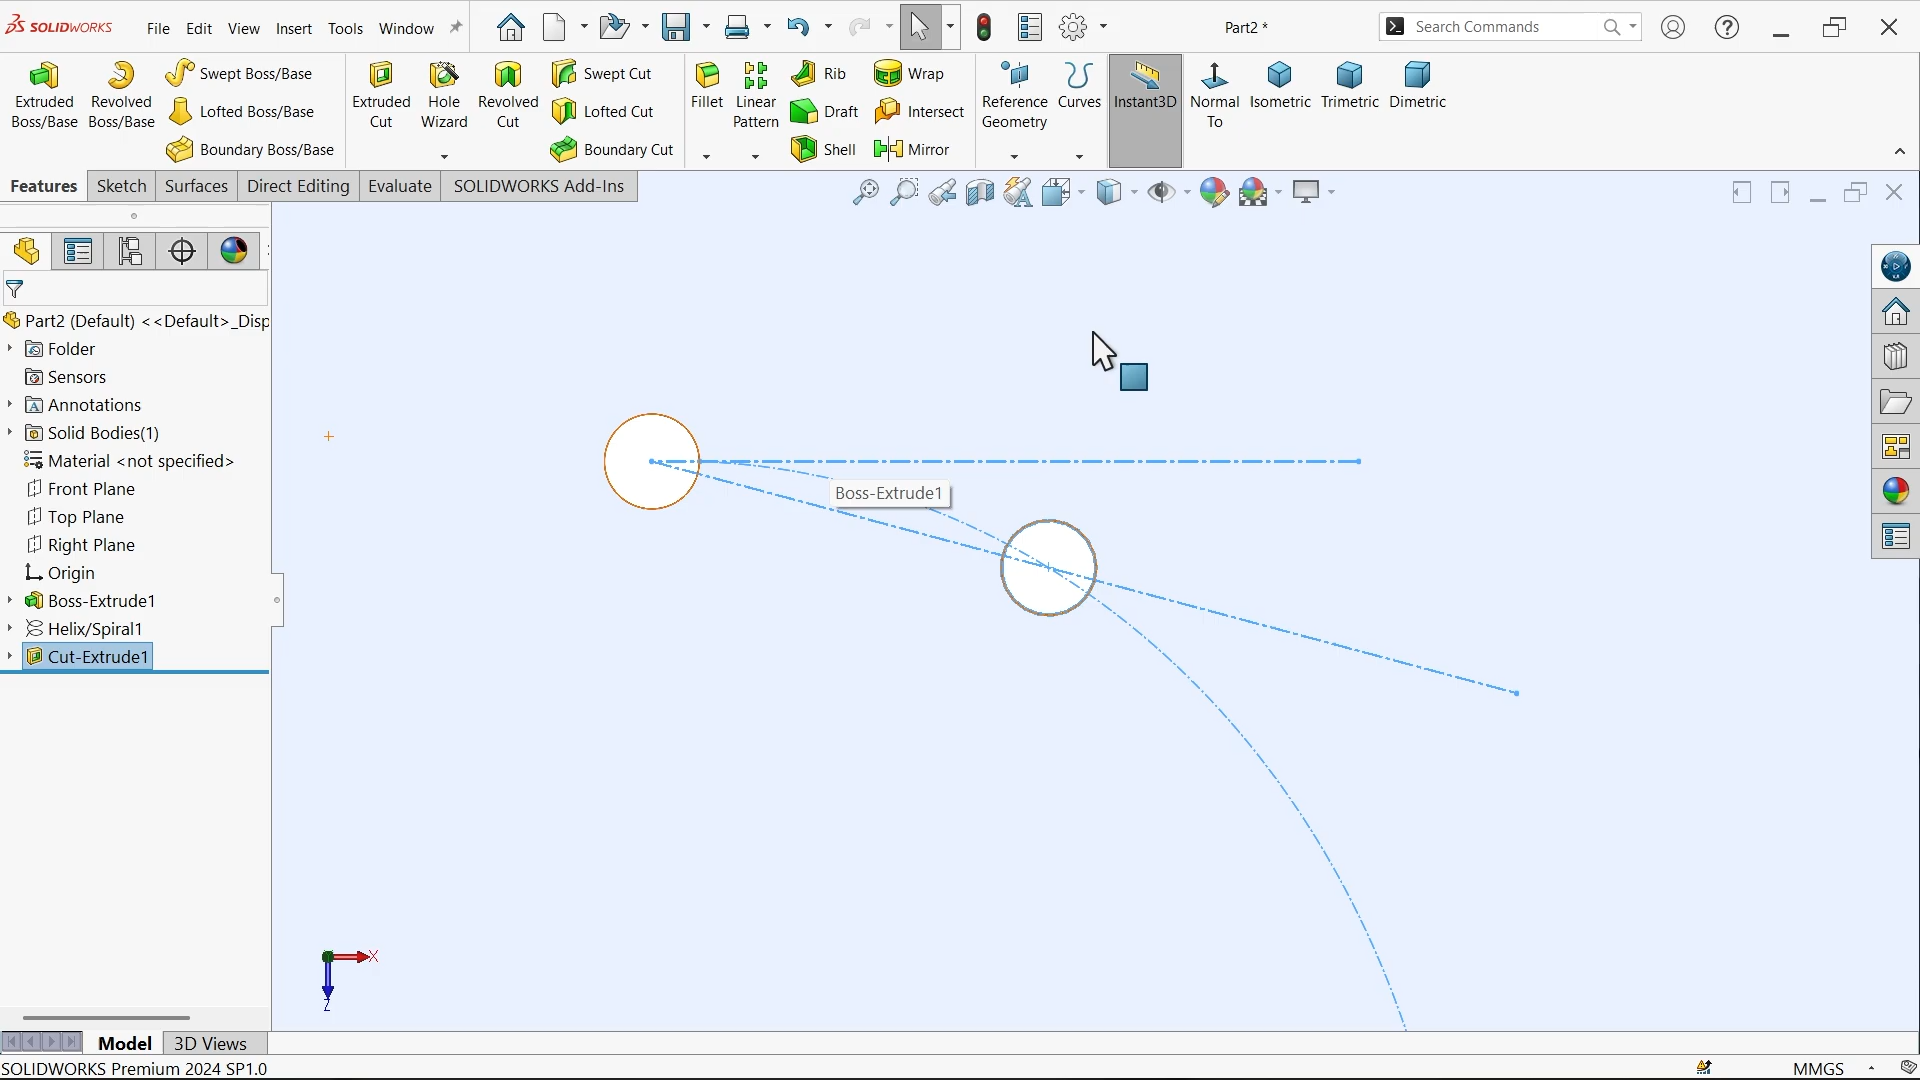 SOLIDWORKS File Edit View Insert Tools Window Part2 * Search Commands
Extruded Boss/Base
Revolved Boss/Base
Swept Boss/Base
Lofted Boss/Base
Boundary Boss/Base
Extruded Cut
Hole Wizard
Revolved Cut
Swept Cut
Lofted Cut
Boundary Cut
Fillet
Linear Pattern
Rib
Draft
Shell
Wrap
Intersect
Mirror
Reference Geometry
Curves
Instant3D
Normal To
Isometric
Trimetric
Dimetric
Features Sketch Surfaces Direct Editing Evaluate SOLIDWORKS Add-Ins
Part2 (Default) <<Default>_Disp
Folder
Sensors
Annotations
Solid Bodies(1)
Material <not specified>
Front Plane
Top Plane
Right Plane
Origin
Boss-Extrude1
Helix/Spiral1
Cut-Extrude1
Boss-Extrude1
X
Z
Model 3D Views
SOLIDWORKS Premium 2024 SP1.0 MMGS